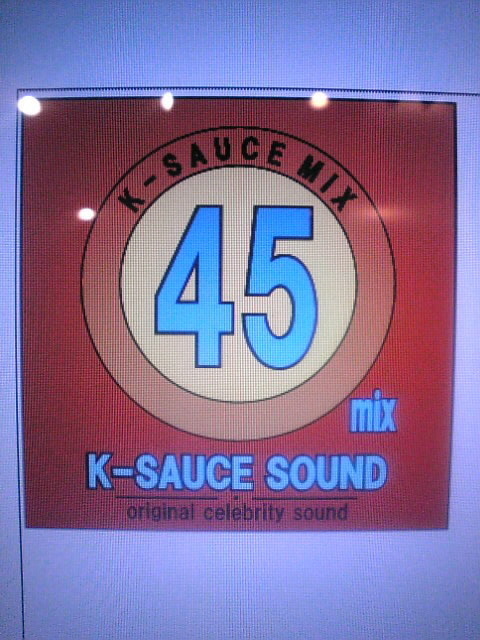 K-SAUCE MIX
45
mix
K-SAUCE SOUND
original celebrity sound